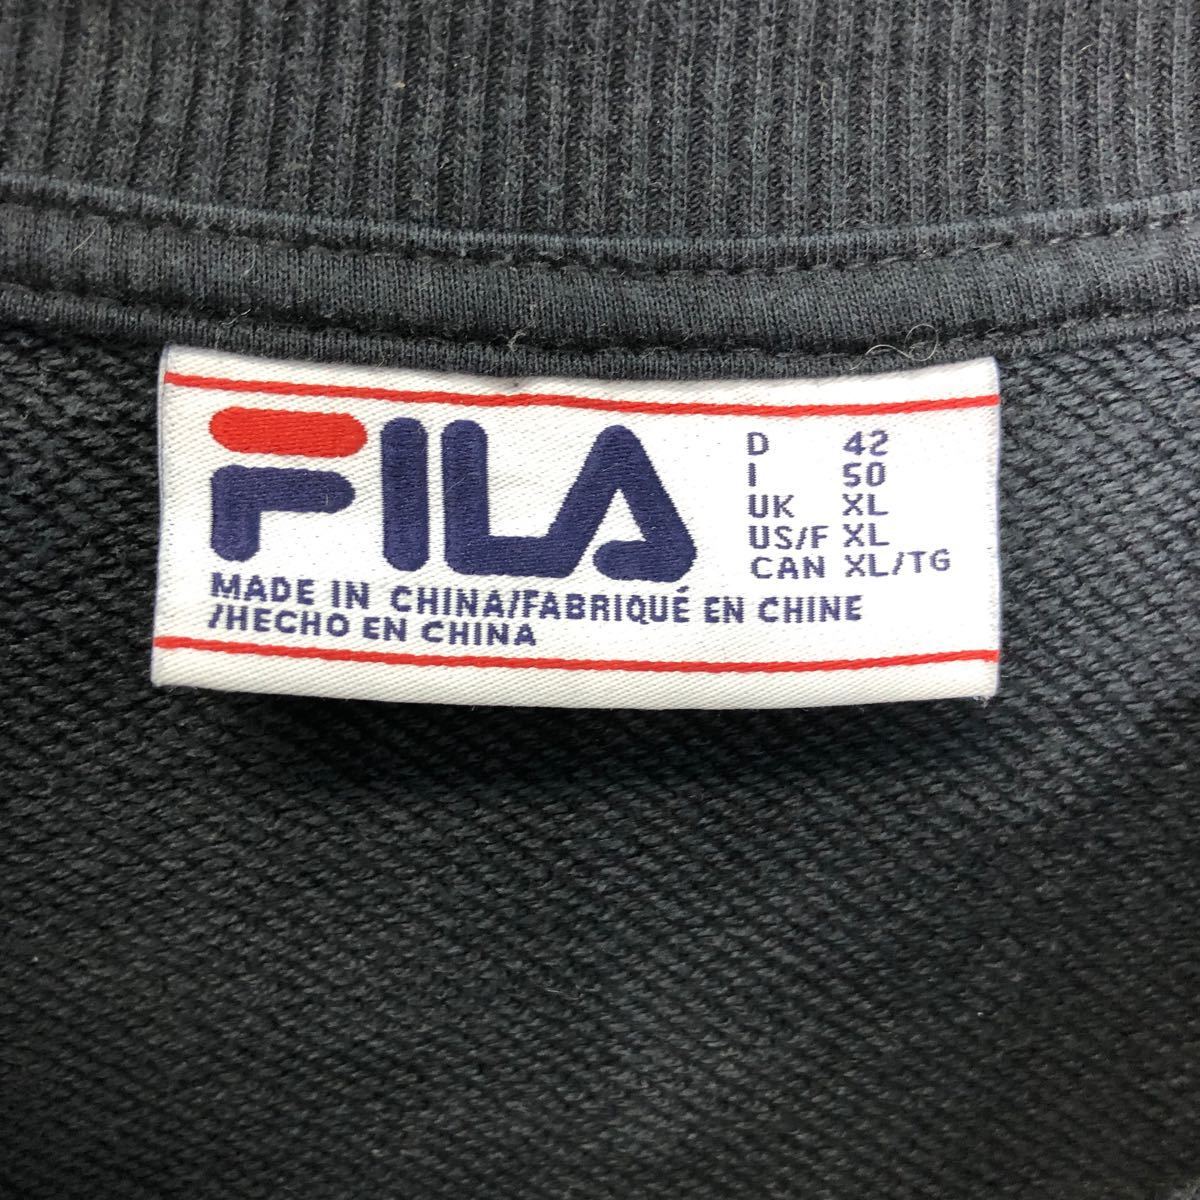 FILA
D 42
I 50
UK XL
US/F XL
CAN XL/TG
MADE IN CHINA/FABRIQUÉ EN CHINE
/HECHO EN CHINA